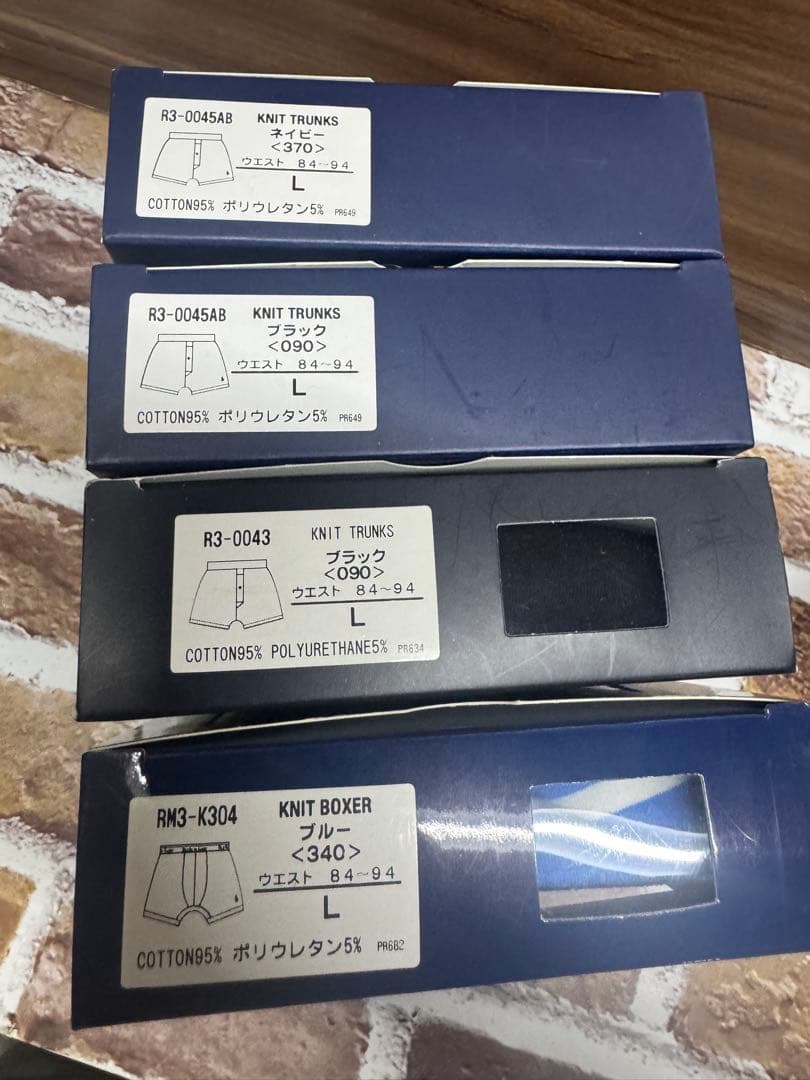 R3-0045AB KNIT TRUNKS
ネイビー
<370>
ウエスト 84~94
L
COTTON95% ポリウレタン5% PR649
R3-0045AB KNIT TRUNKS
ブラック
<090>
ウエスト 84~94
L
COTTON95% ポリウレタン5% PR649
R3-0043 KNIT TRUNKS
ブラック
<090>
ウエスト 84~94
L
COTTON95% POLYURETHANE5% PR634
RM3-K304 KNIT BOXER
ブルー
<340>
ウエスト 84~94
L
COTTON95% ポリウレタン5% PR682